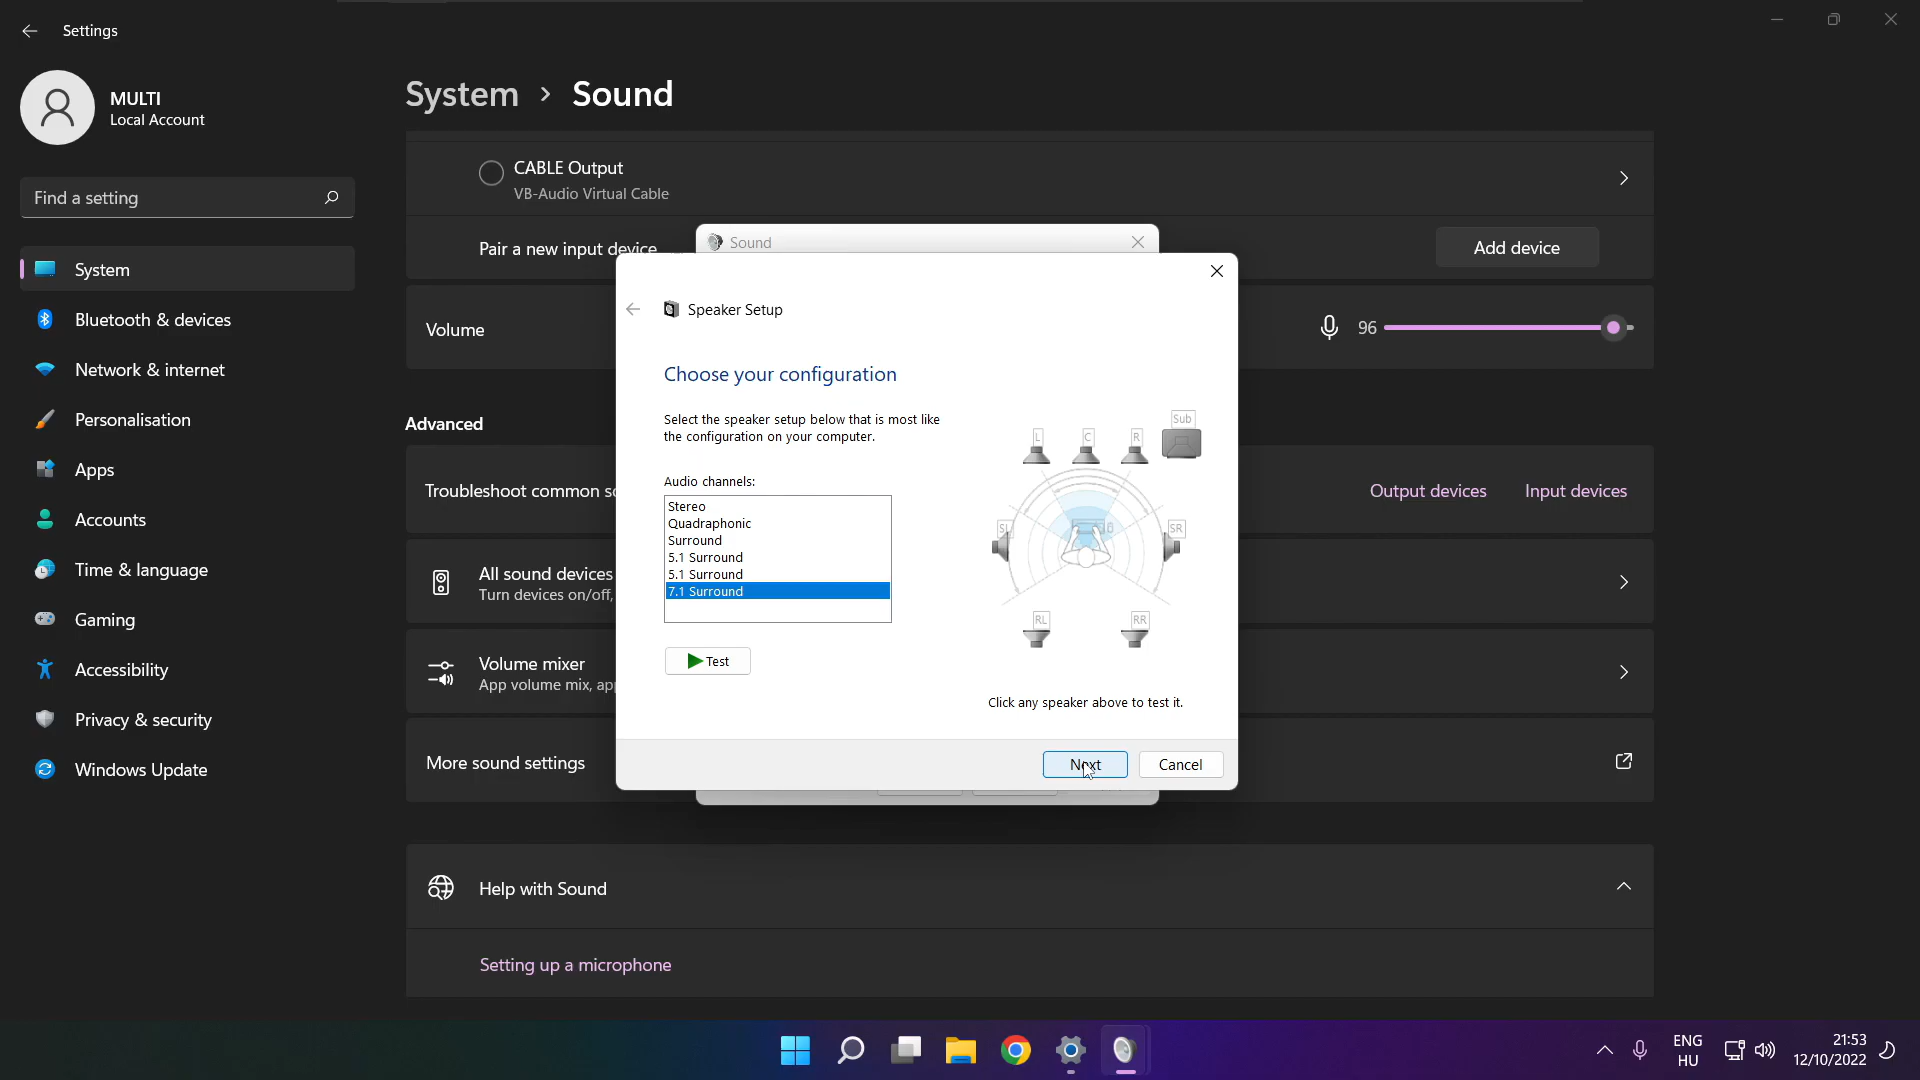 Settings
MULTI
Local Account
Find a setting
System
Bluetooth & devices
Network & internet
Personalisation
Apps
Accounts
Time & language
Gaming
Accessibility
Privacy & security
Windows Update
System > Sound
CABLE Output
VB-Audio Virtual Cable
Pair a new input device
Add device
Volume
96
Advanced
Troubleshoot common
Output devices
Input devices
All sound devices
Turn devices on/off,
Volume mixer
App volume mix,
More sound settings
Help with Sound
Setting up a microphone
Sound
Speaker Setup
Choose your configuration
Select the speaker setup below that is most like
the configuration on your computer.
Audio channels:
Stereo
Quadraphonic
Surround
5.1 Surround
5.1 Surround
7.1 Surround
Test
L
C
R
Sub
SL
SR
RL
RR
Click any speaker above to test it.
Next
Cancel
ENG
HU
21:53
12/10/2022